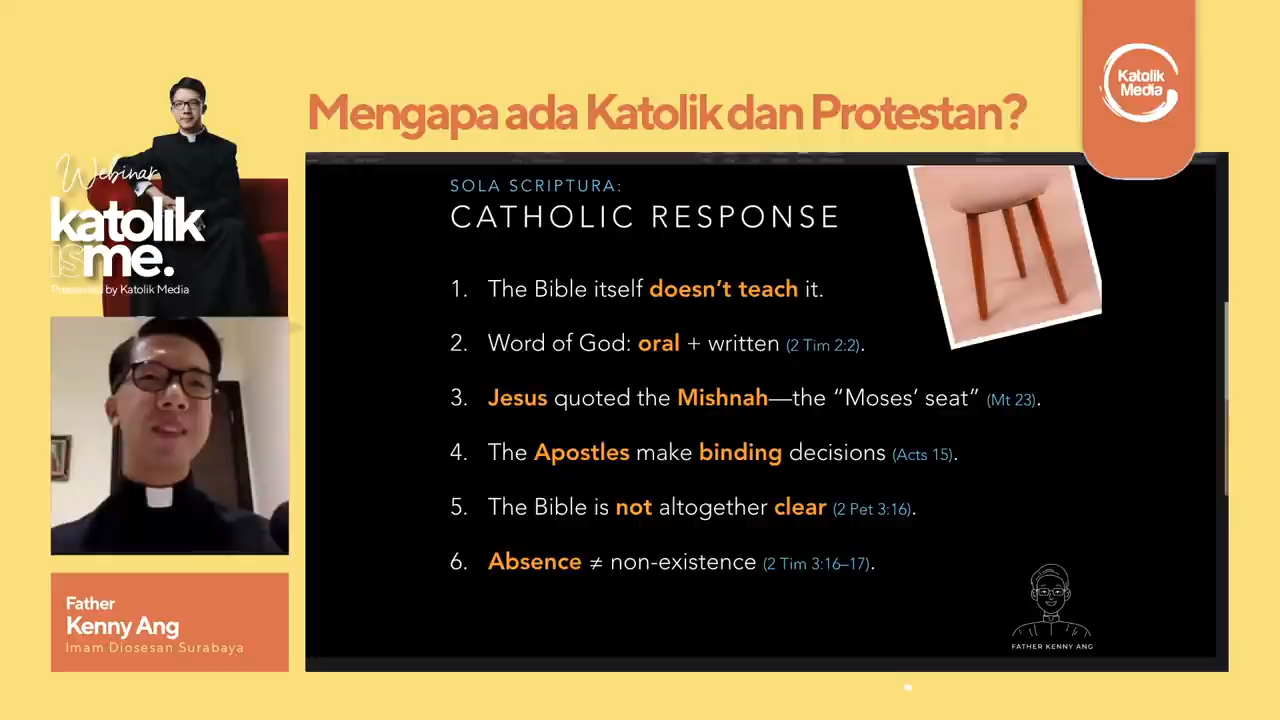 Katolik
Media
Mengapa ada Katolik dan Protestan?
Webinar
katolik
isme.
Presented by Katolik Media
SOLA SCRIPTURA:
CATHOLIC RESPONSE
1. The Bible itself doesn’t teach it.
2. Word of God: oral + written (2 Tim 2:2).
3. Jesus quoted the Mishnah—the “Moses’ seat” (Mt 23).
4. The Apostles make binding decisions (Acts 15).
5. The Bible is not altogether clear (2 Pet 3:16).
6. Absence ≠ non-existence (2 Tim 3:16–17).
FATHER KENNY ANG
Father
Kenny Ang
Imam Diosesan Surabaya